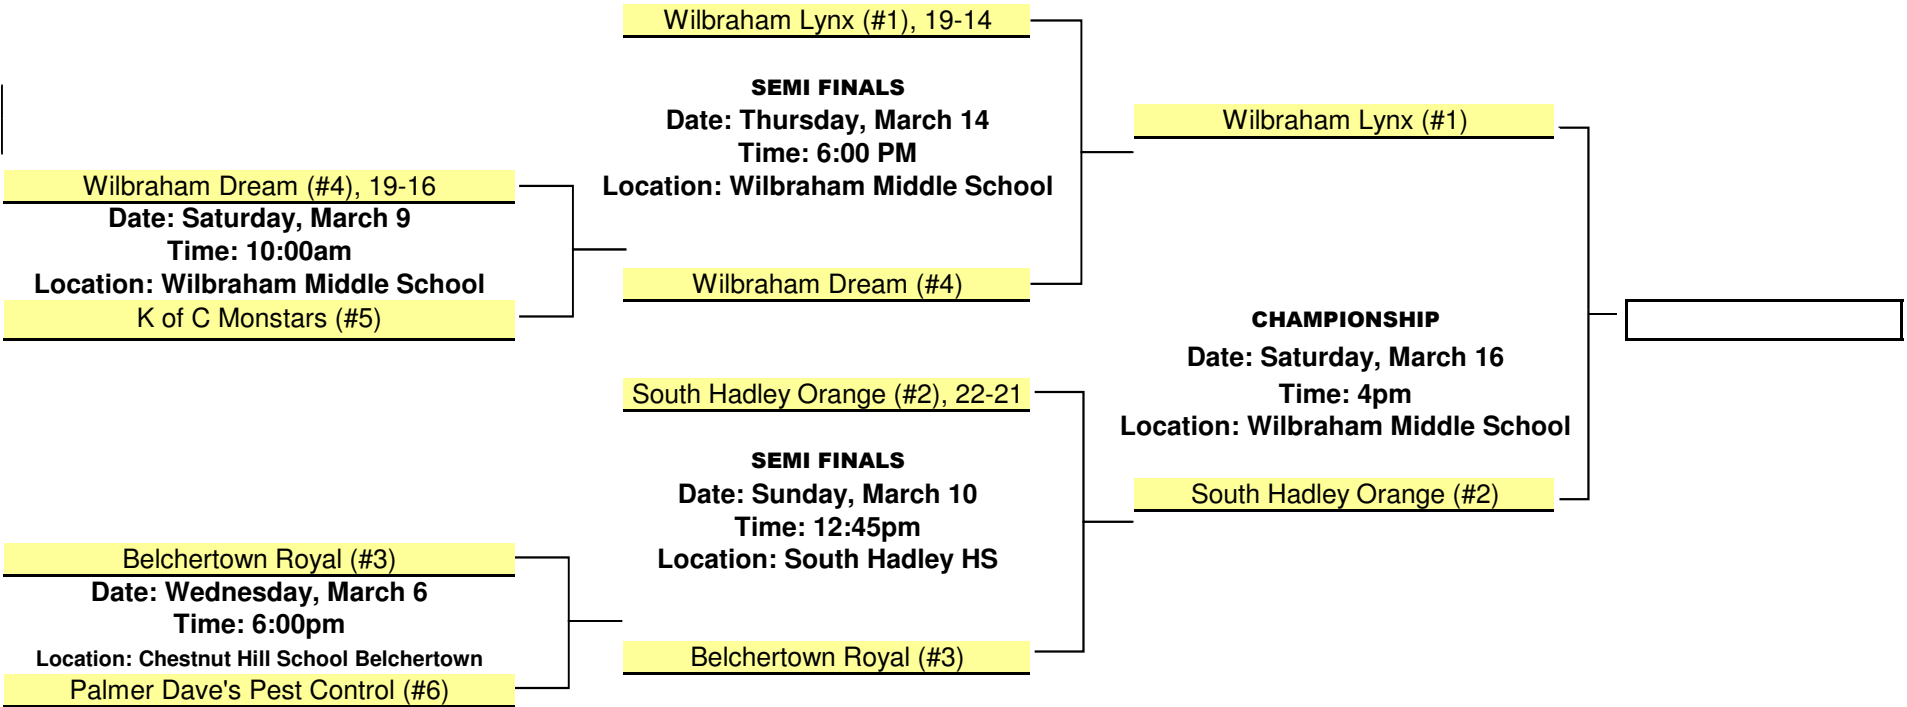 Wilbraham Dream (#4), 19-16
Date: Saturday, March 9
Time: 10:00am
Location: Wilbraham Middle School
K of C Monstars (#5)
Belchertown Royal (#3)
Date: Wednesday, March 6
Time: 6:00pm
Location: Chestnut Hill School Belchertown
Palmer Dave's Pest Control (#6)
Wilbraham Lynx (#1), 19-14
SEMI FINALS
Date: Thursday, March 14
Time: 6:00 PM
Location: Wilbraham Middle School
Wilbraham Dream (#4)
South Hadley Orange (#2), 22-21
SEMI FINALS
Date: Sunday, March 10
Time: 12:45pm
Location: South Hadley HS
Belchertown Royal (#3)
Wilbraham Lynx (#1)
CHAMPIONSHIP
Date: Saturday, March 16
Time: 4pm
Location: Wilbraham Middle School
South Hadley Orange (#2)